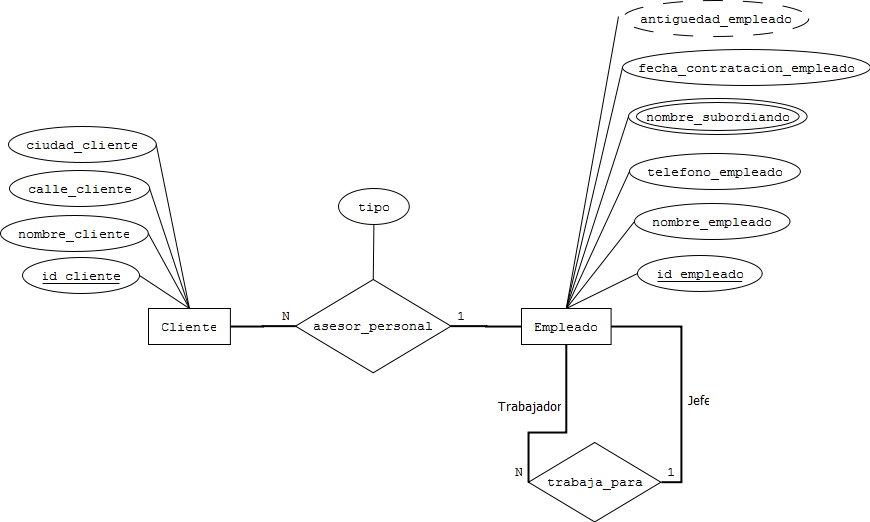 antiguedad_empleado
fecha_contratacion_empleado
nombre_subordiando
ciudad_cliente
telefono_empleado
calle_cliente
tipo
nombre_empleado
nombre_cliente
id_empleado
id_cliente
N
1
Cliente
asesor_personal
Empleado
Jefe
Trabajador
N
1
trabaja_para